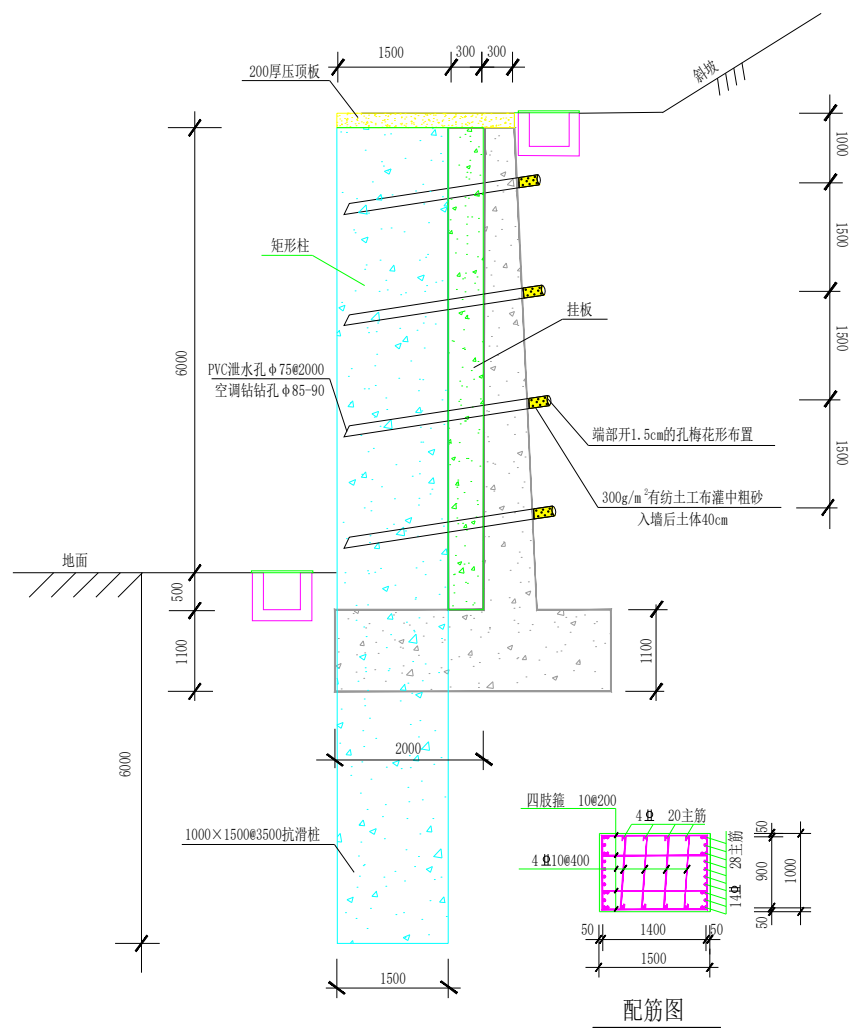 1500
300
300
200厚压顶板
斜坡
1000
矩形柱
1500
挂板
1500
6000
PVC泄水孔φ75@2000
空调钻钻孔φ85-90
端部开1.5cm的孔梅花形布置
1500
300g/m²有纺土工布灌中粗砂
入墙后土体40cm
地面
500
1100
1100
6000
2000
四肢箍 10@200
4Φ 20主筋
1000×1500@3500抗滑桩
4Φ10@400
14Φ 28主筋
50
900
50
1000
50
1400
50
1500
1500
配筋图